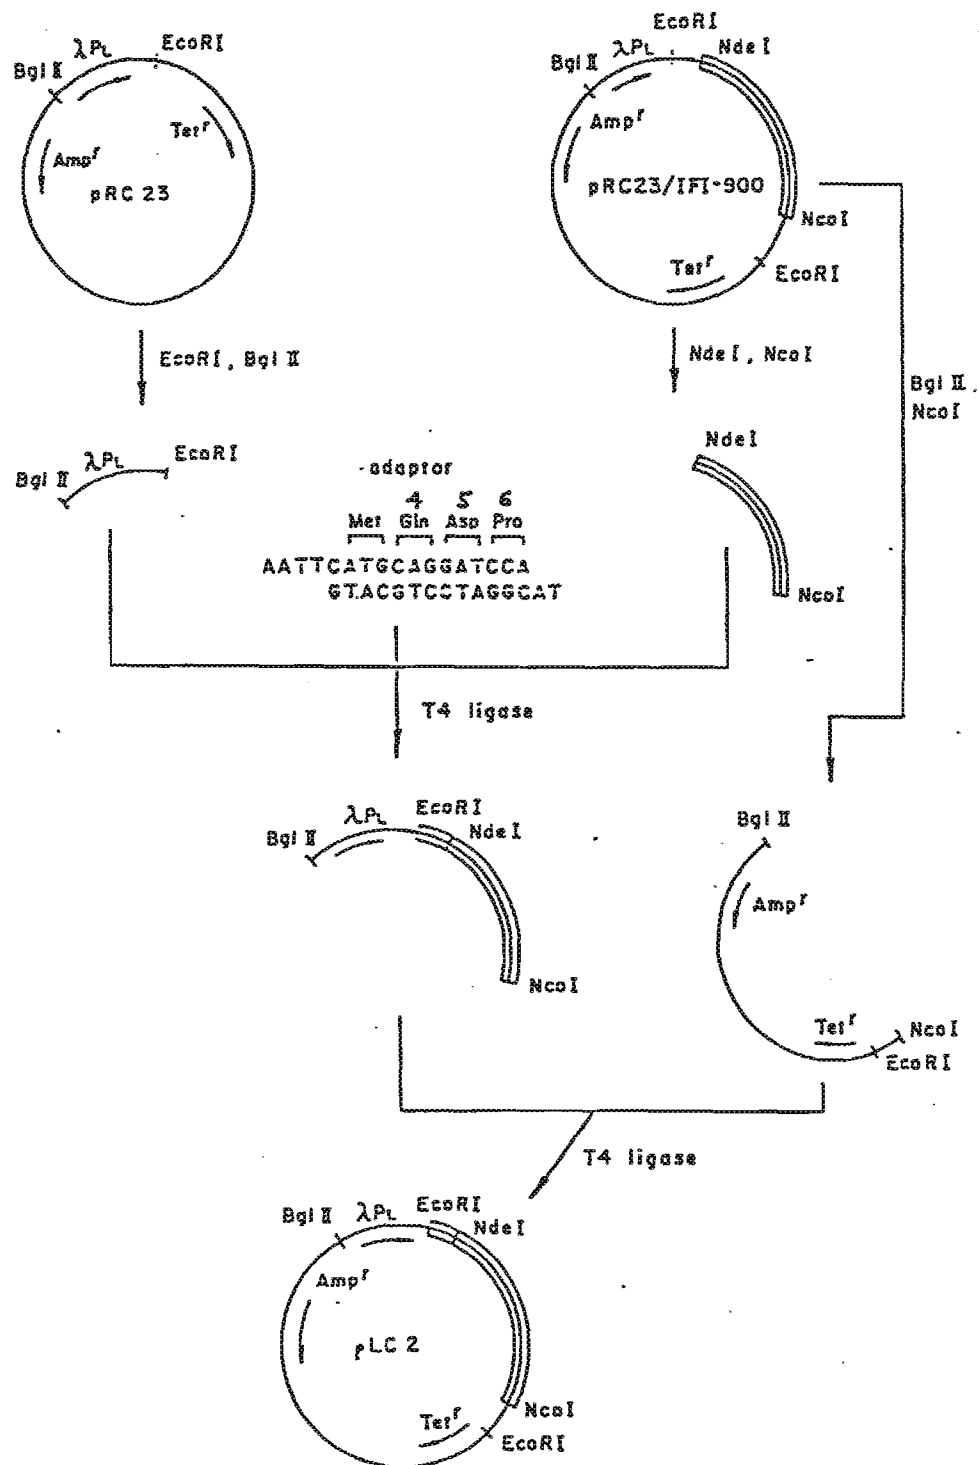 EcoRI
λPL
Bgl II
Tetʳ
Ampʳ
pRC 23
EcoRI
NdeI
λPL
Bgl II
Ampʳ
pRC23/IFI-900
NcoI
Tetʳ
EcoRI
EcoRI, Bgl II
NdeI, NcoI
Bgl II,
NcoI
EcoRI
λPL
Bgl II
adaptor
4 5 6
Met Gln Asp Pro
AATTCATGCAGGATCCA
GTACGTCCTAGGCAT
NdeI
NcoI
T4 ligase
EcoRI
λPL
NdeI
Bgl II
NcoI
Bgl II
Ampʳ
Tetʳ
NcoI
EcoRI
T4 ligase
EcoRI
Bgl II
λPL
NdeI
Ampʳ
pLC 2
NcoI
Tetʳ
EcoRI